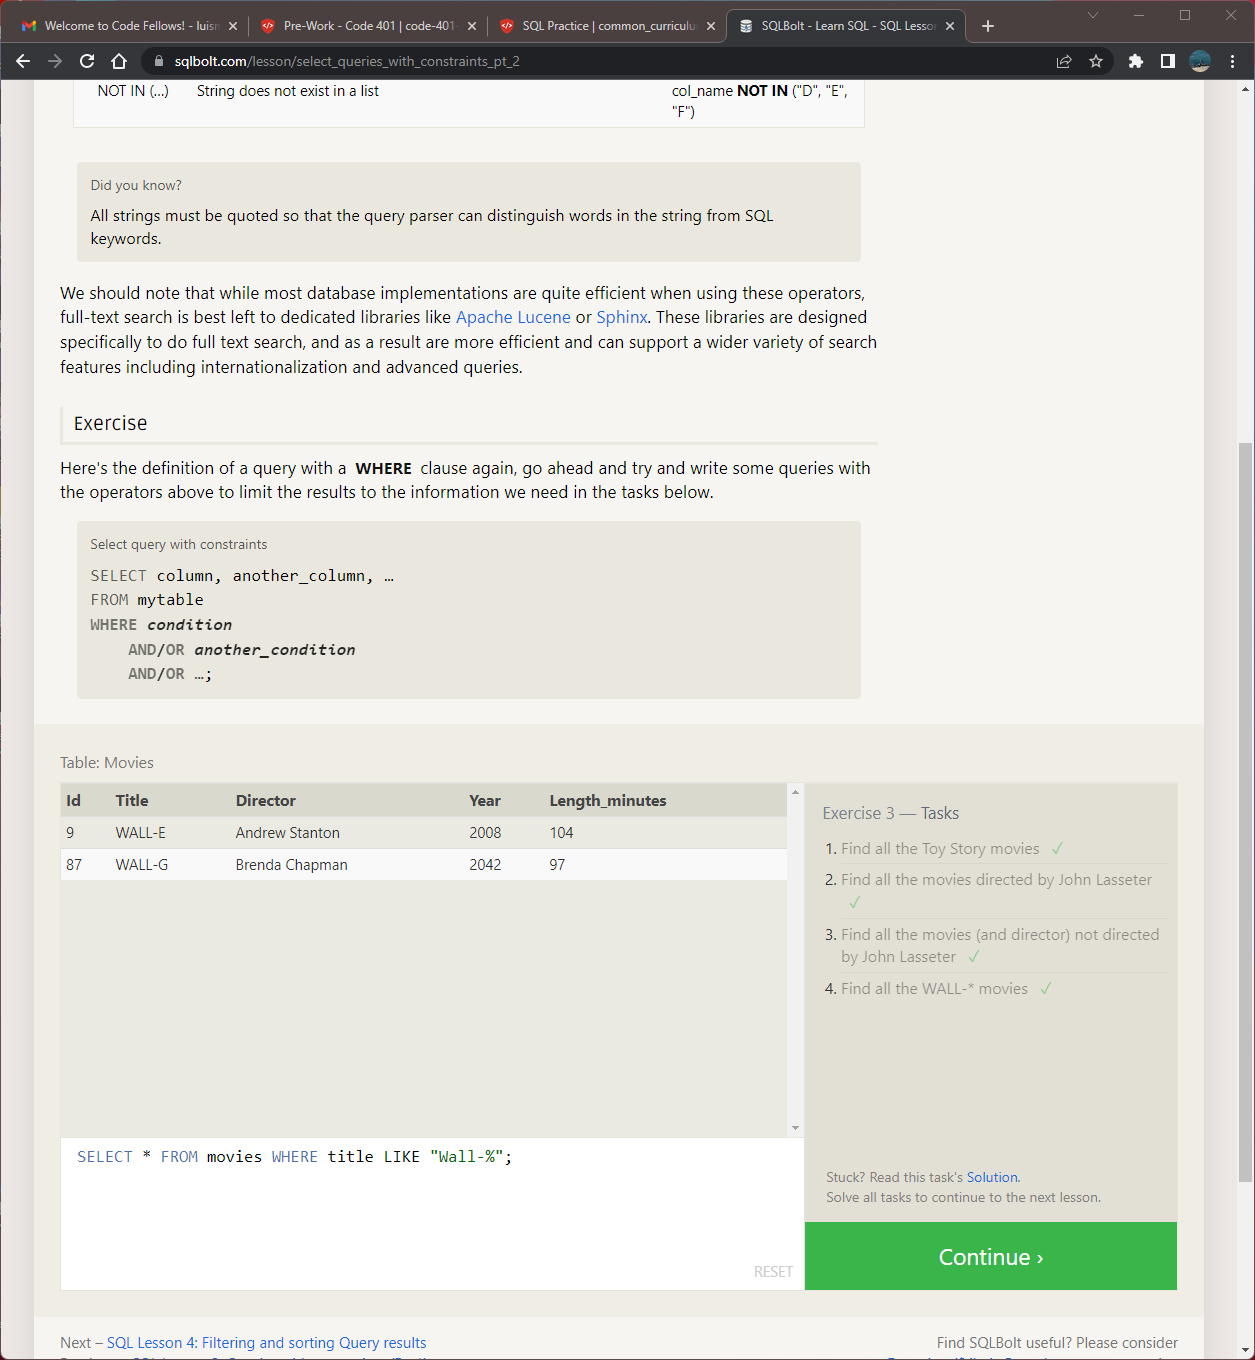 Welcome to Code Fellows! - luisn
Pre-Work - Code 401 | code-401-
SQL Practice | common_curriculu
SQLBolt - Learn SQL - SQL Lesson
sqlbolt.com/lesson/select_queries_with_constraints_pt_2
NOT IN (…) String does not exist in a list col_name NOT IN ("D", "E",
"F")
Did you know?
All strings must be quoted so that the query parser can distinguish words in the string from SQL
keywords.
We should note that while most database implementations are quite efficient when using these operators,
full-text search is best left to dedicated libraries like Apache Lucene or Sphinx. These libraries are designed
specifically to do full text search, and as a result are more efficient and can support a wider variety of search
features including internationalization and advanced queries.
Exercise
Here's the definition of a query with a WHERE clause again, go ahead and try and write some queries with
the operators above to limit the results to the information we need in the tasks below.
Select query with constraints
SELECT column, another_column, …
FROM mytable
WHERE condition
AND/OR another_condition
AND/OR …;
Table: Movies
Id Title Director Year Length_minutes
9 WALL-E Andrew Stanton 2008 104
87 WALL-G Brenda Chapman 2042 97
SELECT * FROM movies WHERE title LIKE "Wall-%";
RESET
Exercise 3 — Tasks
1. Find all the Toy Story movies ✓
2. Find all the movies directed by John Lasseter
✓
3. Find all the movies (and director) not directed
by John Lasseter ✓
4. Find all the WALL-* movies ✓
Stuck? Read this task's Solution.
Solve all tasks to continue to the next lesson.
Continue ›
Next – SQL Lesson 4: Filtering and sorting Query results
Find SQLBolt useful? Please consider